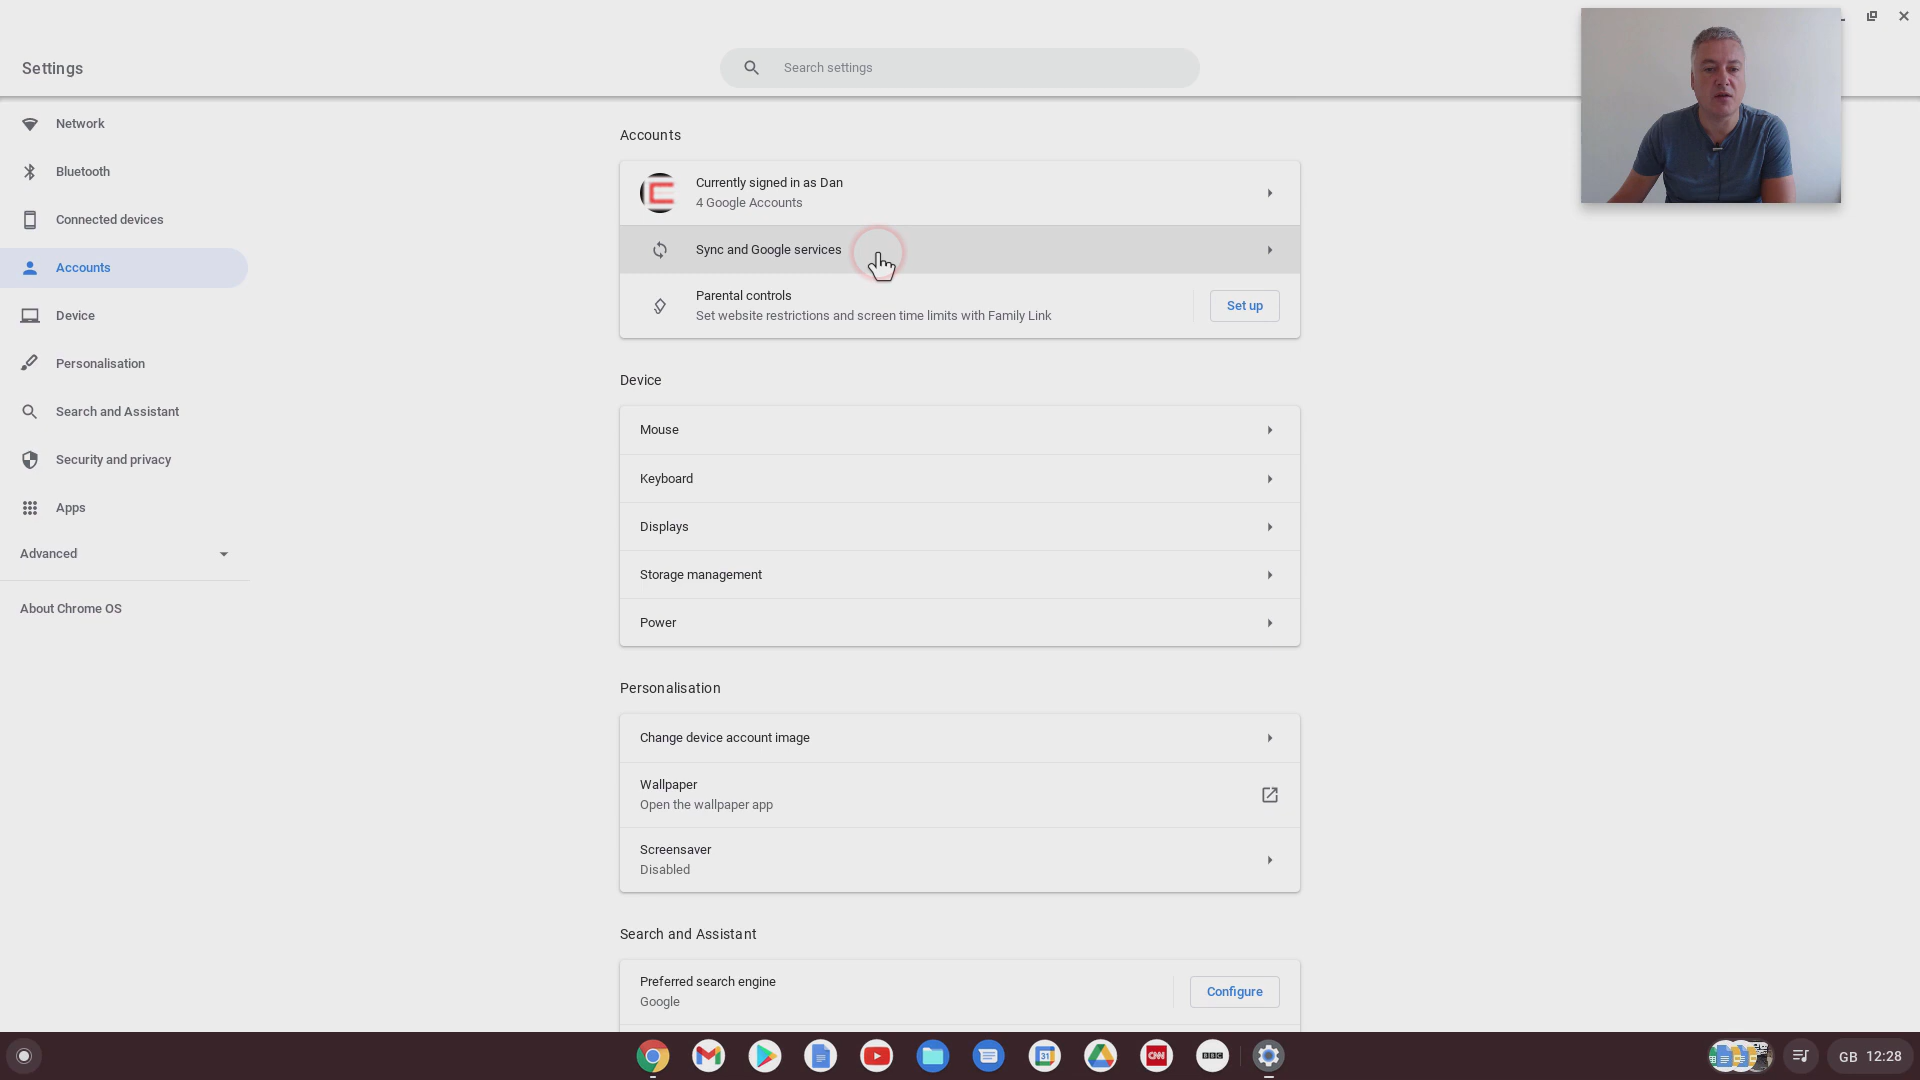 Settings
Search settings
Network
Bluetooth
Connected devices
Accounts
Device
Personalisation
Search and Assistant
Security and privacy
Apps
Advanced
About Chrome OS
Accounts
Currently signed in as Dan
4 Google Accounts
Sync and Google services
Parental controls
Set website restrictions and screen time limits with Family Link
Set up
Device
Mouse
Keyboard
Displays
Storage management
Power
Personalisation
Change device account image
Wallpaper
Open the wallpaper app
Screensaver
Disabled
Search and Assistant
Preferred search engine
Google
Configure
31
CNN
BBC
GB 12:28